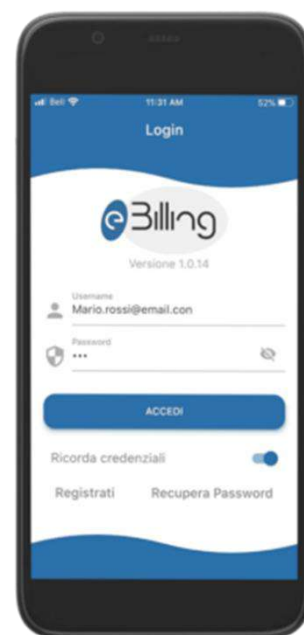 Bell 11:31 AM 52%
Login
eBilling
Versione 1.0.14
Username
Mario.rossi@email.con
Password
•••
ACCEDI
Ricorda credenziali
Registrati Recupera Password